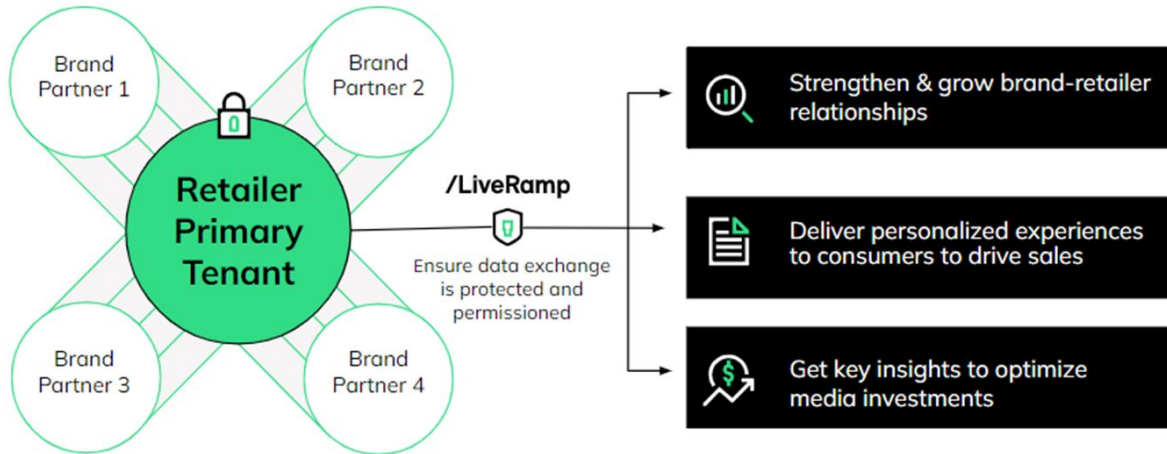 Brand
Partner 1
Brand
Partner 2
Retailer
Primary
Tenant
Brand
Partner 3
Brand
Partner 4
/LiveRamp
Ensure data exchange
is protected and
permissioned
Strengthen & grow brand-retailer
relationships
Deliver personalized experiences
to consumers to drive sales
Get key insights to optimize
media investments